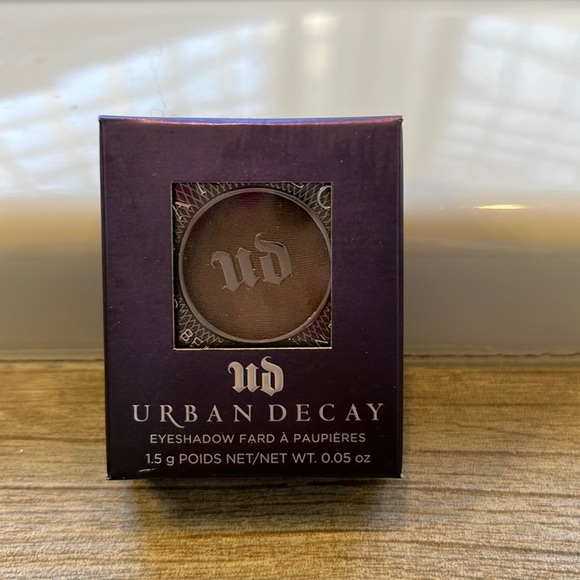 ud
ud
URBAN DECAY
EYESHADOW FARD À PAUPIÈRES
1.5 g POIDS NET/NET WT. 0.05 oz